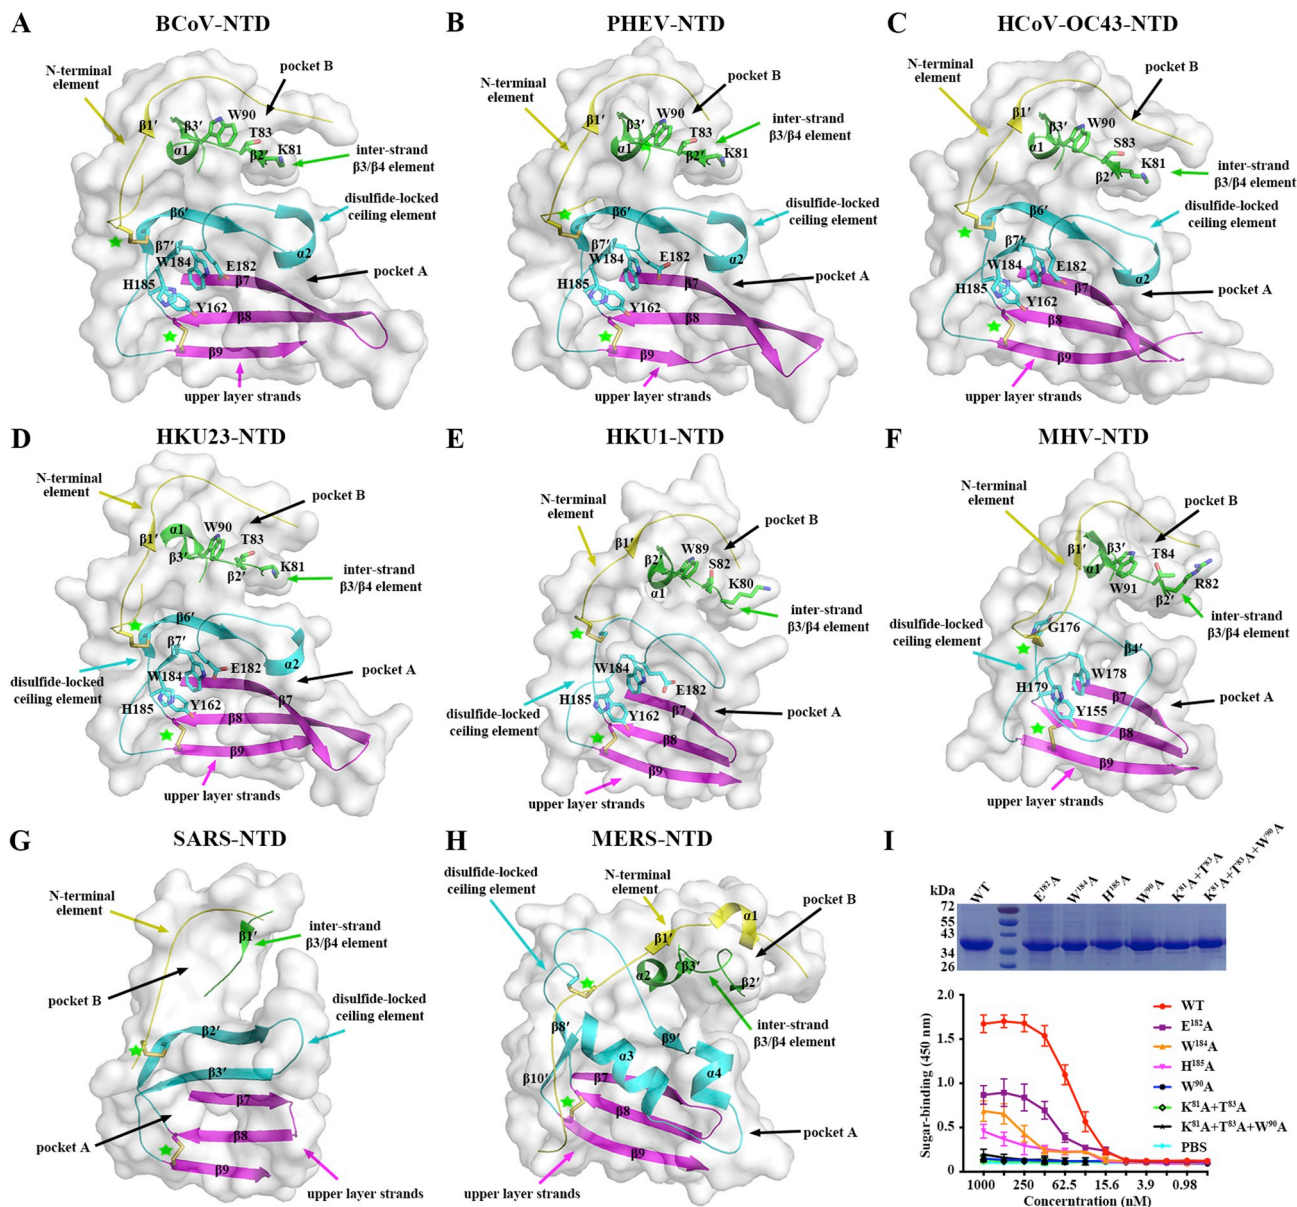 A
BCoV-NTD
N-terminal
element
pocket B
β1′
β3′
W90
T83
α1
β2′
K81
inter-strand
β3/β4 element
disulfide-locked
ceiling element
β6′
β7′
α2
W184
E182
β7
pocket A
H185
Y162
β8
β9
upper layer strands
B
PHEV-NTD
N-terminal
element
pocket B
β1′
β3′
W90
T83
α1
β2′
K81
inter-strand
β3/β4 element
disulfide-locked
ceiling element
β6′
β7′
α2
W184
E182
β7
pocket A
H185
Y162
β8
β9
upper layer strands
C
HCoV-OC43-NTD
N-terminal
element
pocket B
β1′
β3′
W90
α1
S83
K81
β2′
inter-strand
β3/β4 element
disulfide-locked
ceiling element
β6′
β7′
W184
E182
α2
β7
pocket A
H185
Y162
β8
β9
upper layer strands
D
HKU23-NTD
N-terminal
element
pocket B
β1′
α1
W90
β3′
T83
β2′
K81
inter-strand
β3/β4 element
β6′
β7′
disulfide-locked
ceiling element
W184
E182
α2
pocket A
H185
Y162
β7
β8
β9
upper layer strands
E
HKU1-NTD
N-terminal
element
pocket B
β1′
β2′
W89
S82
α1
K80
inter-strand
β3/β4 element
W184
E182
H185
Y162
β7
pocket A
disulfide-locked
ceiling element
β8
β9
upper layer strands
F
MHV-NTD
N-terminal
element
pocket B
β1′
β3′
T84
α1
W91
R82
β2′
inter-strand
β3/β4 element
disulfide-locked
ceiling element
G176
β4′
W178
H179
Y155
β7
pocket A
β8
β9
upper layer strands
G
SARS-NTD
N-terminal
element
β1′
inter-strand
β3/β4 element
pocket B
disulfide-locked
ceiling element
β2′
β3′
β7
pocket A
β8
β9
upper layer strands
H
MERS-NTD
disulfide-locked
ceiling element
N-terminal
element
α1
pocket B
β1′
α2
β3′
β2′
inter-strand
β3/β4 element
β8′
β9′
α3
α4
β10′
β7
β8
pocket A
β9
upper layer strands
I
kDa
WT
E182A
W184A
H185A
W90A
K81A+T83A
K81A+T83A+W90A
72
55
43
34
26
Sugar-binding (450 nm)
2.0
1.5
1.0
0.5
0
1000
250
62.5
15.6
3.9
0.98
Concerntration (nM)
WT
E182A
W184A
H185A
W90A
K81A+T83A
K81A+T83A+W90A
PBS